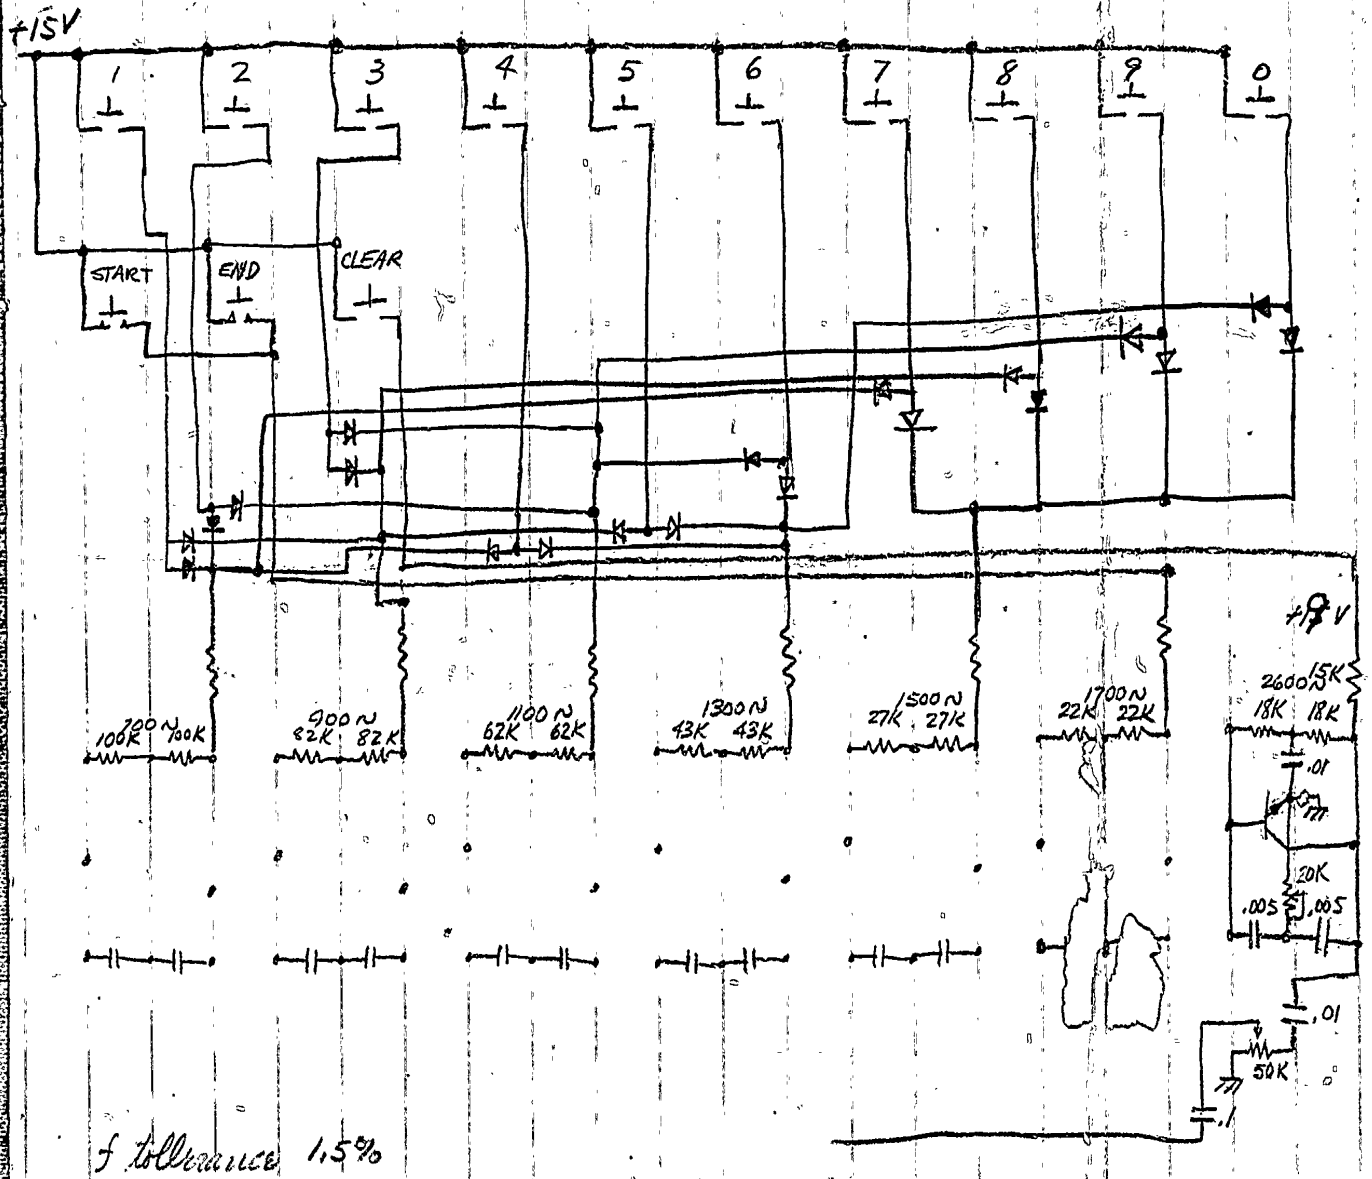 +15V
1 2 3 4 5 6 7 8 9 0
START END CLEAR
700~ 900~ 1100~ 1300~ 1500~ 1700~ 2600~ 15K
100K 100K 82K 82K 62K 62K 43K 43K 27K 27K 22K 22K 18K 18K
.01
20K
.005 .005
.01
50K
.1
f tollerance 1.5%